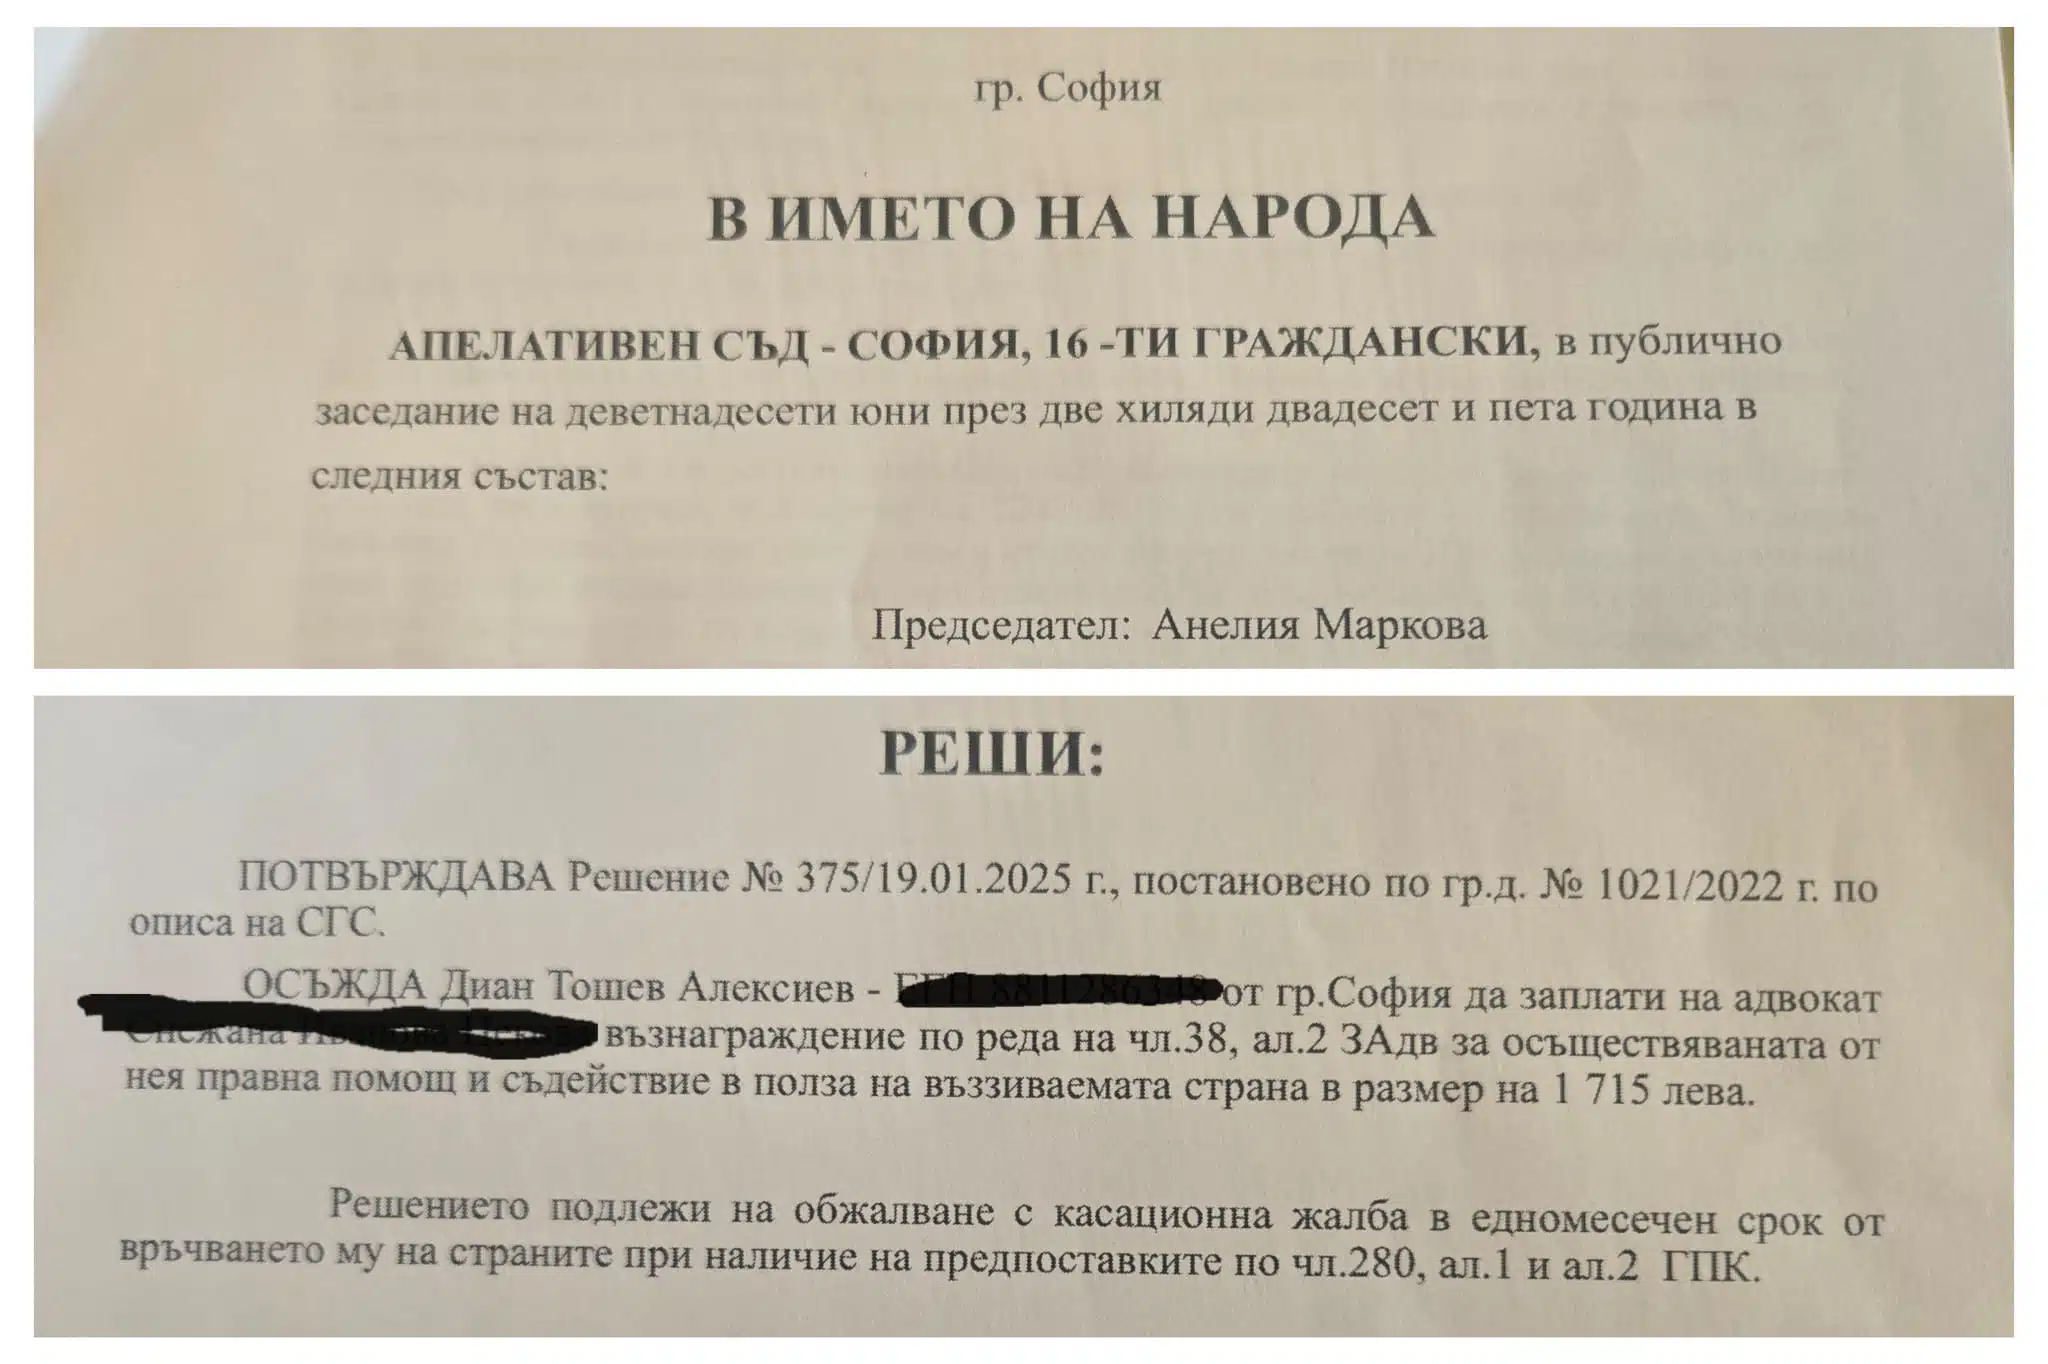 гр. София
В ИМЕТО НА НАРОДА
АПЕЛАТИВЕН СЪД - СОФИЯ, 16 -ТИ ГРАЖДАНСКИ, в публично
заседание на деветнадесети юни през две хиляди двадесет и пета година в
следния състав:
Председател: Анелия Маркова
РЕШИ:
ПОТВЪРЖДАВА Решение № 375/19.01.2025 г., постановено по гр.д. № 1021/2022 г. по
описа на СГС.
ОСЪЖДА Диан Тошев Алексиев - от гр.София да заплати на адвокат
възнаграждение по реда на чл.38, ал.2 ЗАдв за осъществяваната от
нея правна помощ и съдействие в полза на въззиваемата страна в размер на 1 715 лева.
Решението подлежи на обжалване с касационна жалба в едномесечен срок от
връчването му на страните при наличие на предпоставките по чл.280, ал.1 и ал.2 ГПК.